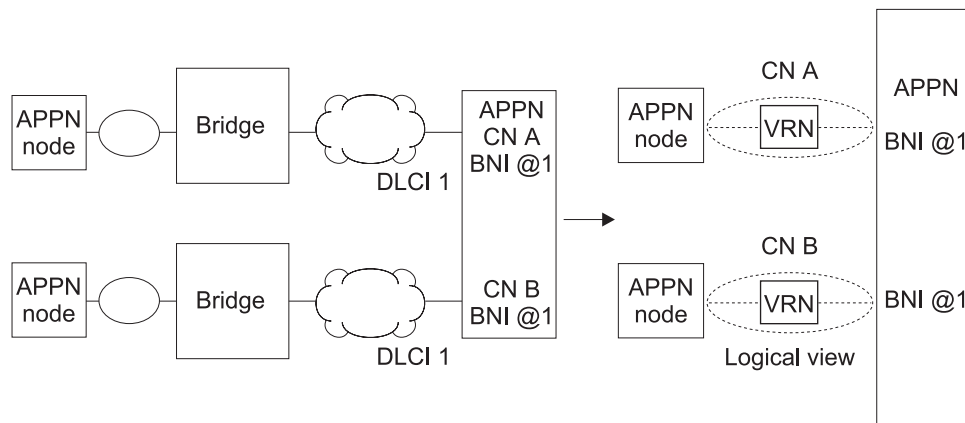 APPN
node
Bridge
DLCI 1
APPN
CN A
BNI @1
APPN
node
Bridge
DLCI 1
CN B
BNI @1
CN A
APPN
node
VRN
APPN
BNI @1
CN B
APPN
node
VRN
BNI @1
Logical view